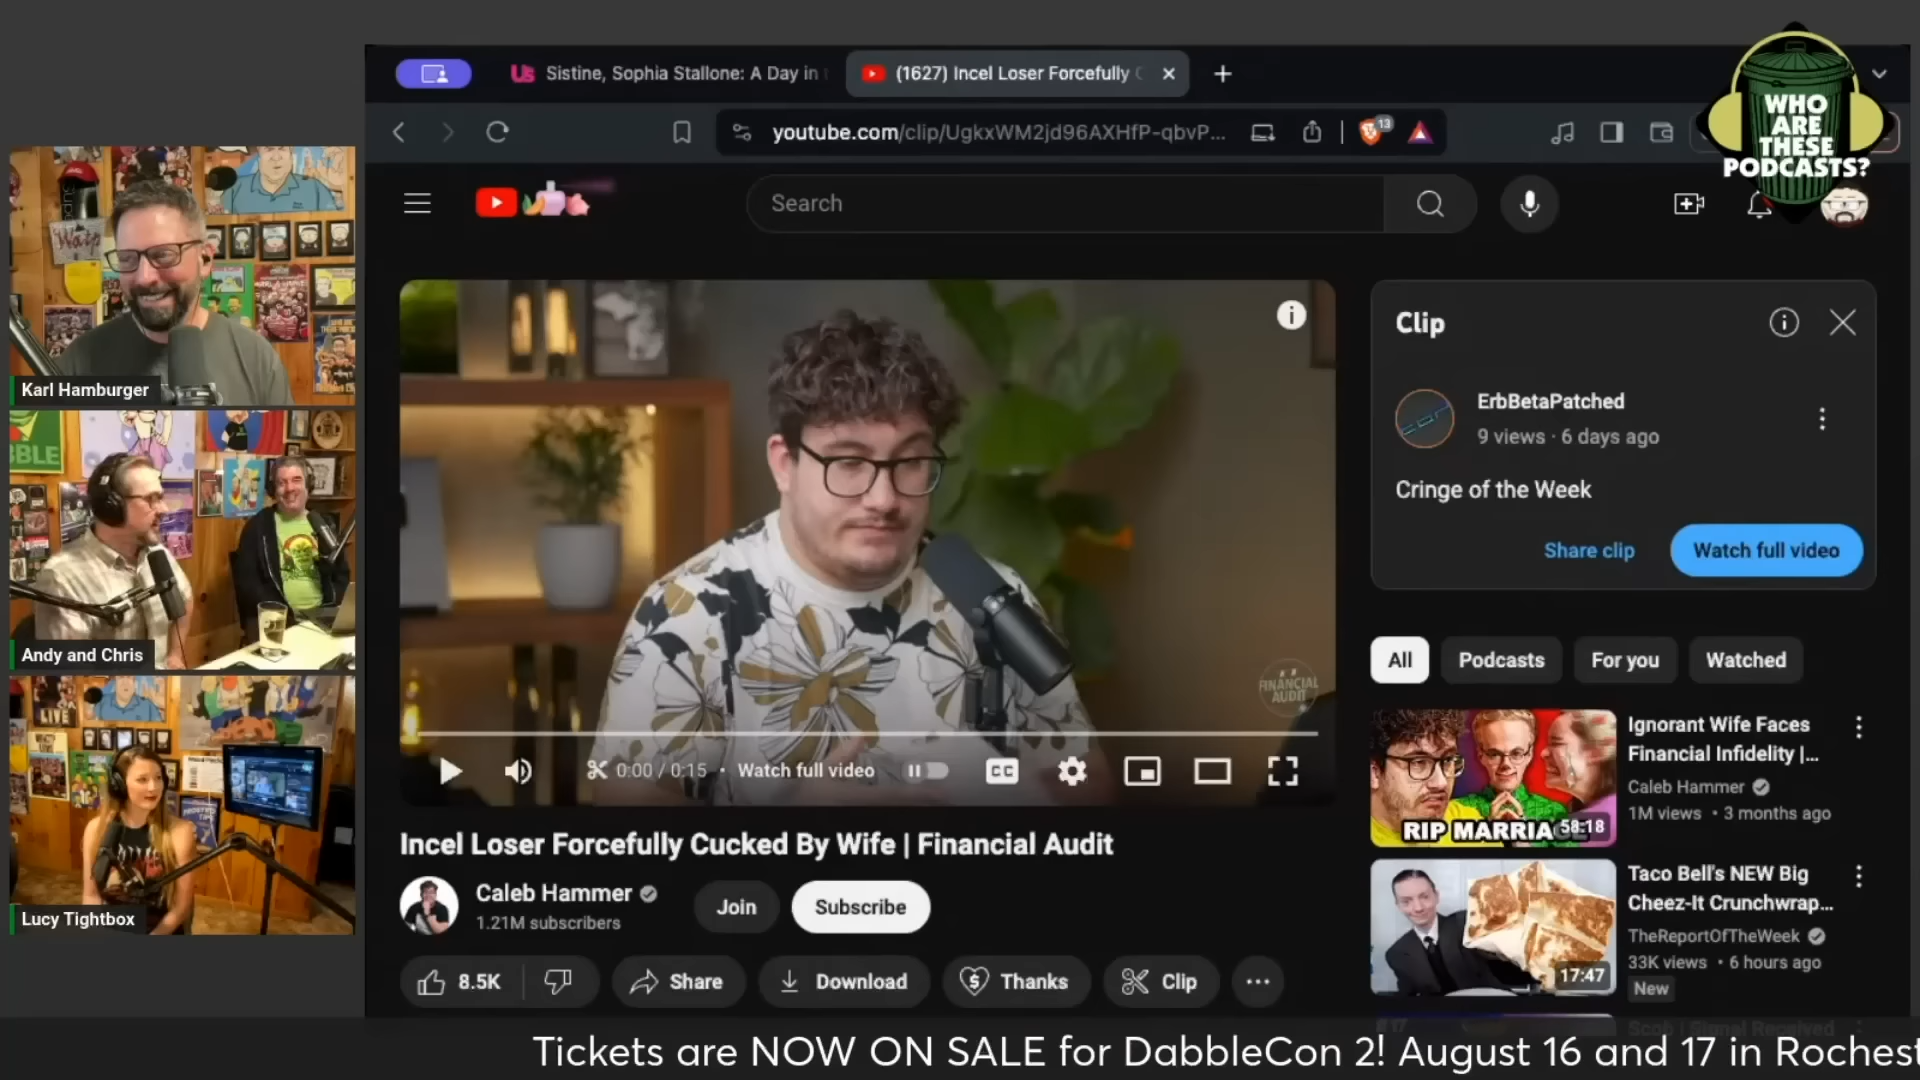 Sistine, Sophia Stallone: A Day in
(1627) Incel Loser Forcefully
WHO
ARE
THESE
PODCASTS?
youtube.com/clip/UgkxWM2jd96AXHfP-qbvP...
13
Search
Karl Hamburger
Andy and Chris
Lucy Tightbox
LIVE
FINANCIAL
AUDIT
0:00 / 0:15 • Watch full video
CC
Incel Loser Forcefully Cucked By Wife | Financial Audit
Caleb Hammer
1.21M subscribers
Join
Subscribe
8.5K
Share
Download
Thanks
Clip
Clip
ErbBetaPatched
9 views · 6 days ago
Cringe of the Week
Share clip
Watch full video
All
Podcasts
For you
Watched
RIP MARRIA
58:18
Ignorant Wife Faces
Financial Infidelity |...
Caleb Hammer
1M views • 3 months ago
17:47
Taco Bell's NEW Big
Cheez-It Crunchwrap...
TheReportOfTheWeek
33K views • 6 hours ago
New
Tickets are NOW ON SALE for DabbleCon 2! August 16 and 17 in Rochest